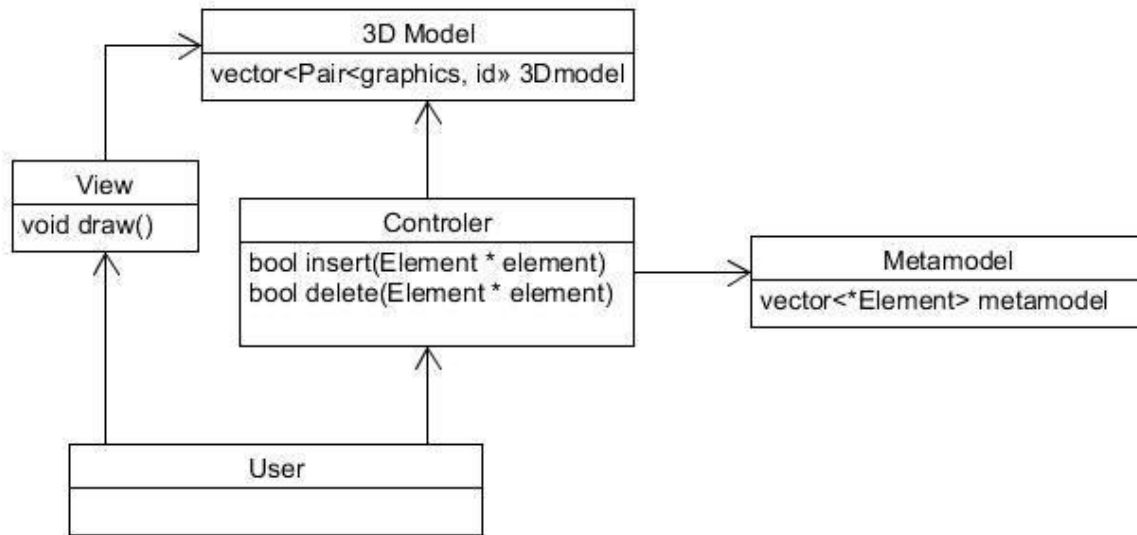 3D Model
vector<Pair<graphics, id» 3Dmodel
View
void draw()
Controler
bool insert(Element * element)
bool delete(Element * element)
Metamodel
vector<*Element> metamodel
User